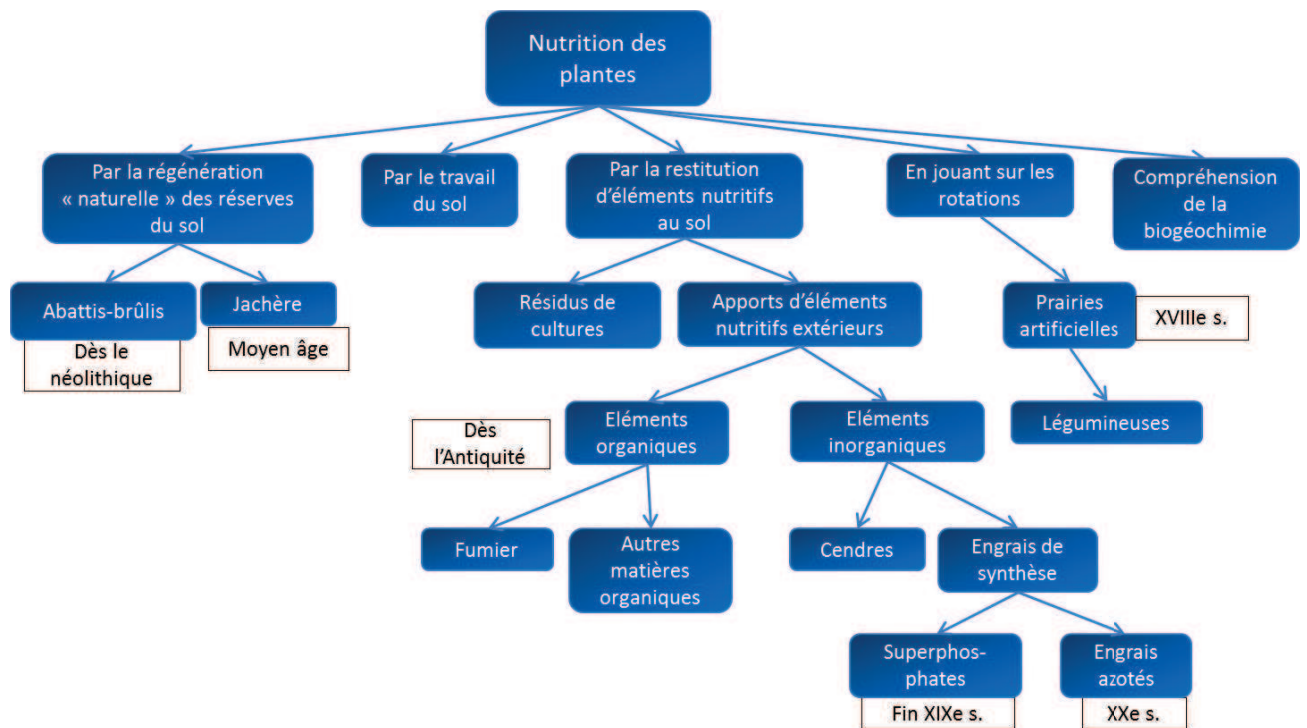 Nutrition des
plantes
Par la régénération
« naturelle » des réserves
du sol
Par le travail
du sol
Par la restitution
d'éléments nutritifs
au sol
En jouant sur les
rotations
Compréhension
de la
biogéochimie
Abattis-brûlis
Dès le
néolithique
Jachère
Moyen âge
Résidus de
cultures
Apports d'éléments
nutritifs extérieurs
Prairies
artificielles
XVIIIe s.
Dès
l'Antiquité
Eléments
organiques
Eléments
inorganiques
Légumineuses
Fumier
Autres
matières
organiques
Cendres
Engrais de
synthèse
Superphos-
phates
Fin XIXe s.
Engrais
azotés
XXe s.